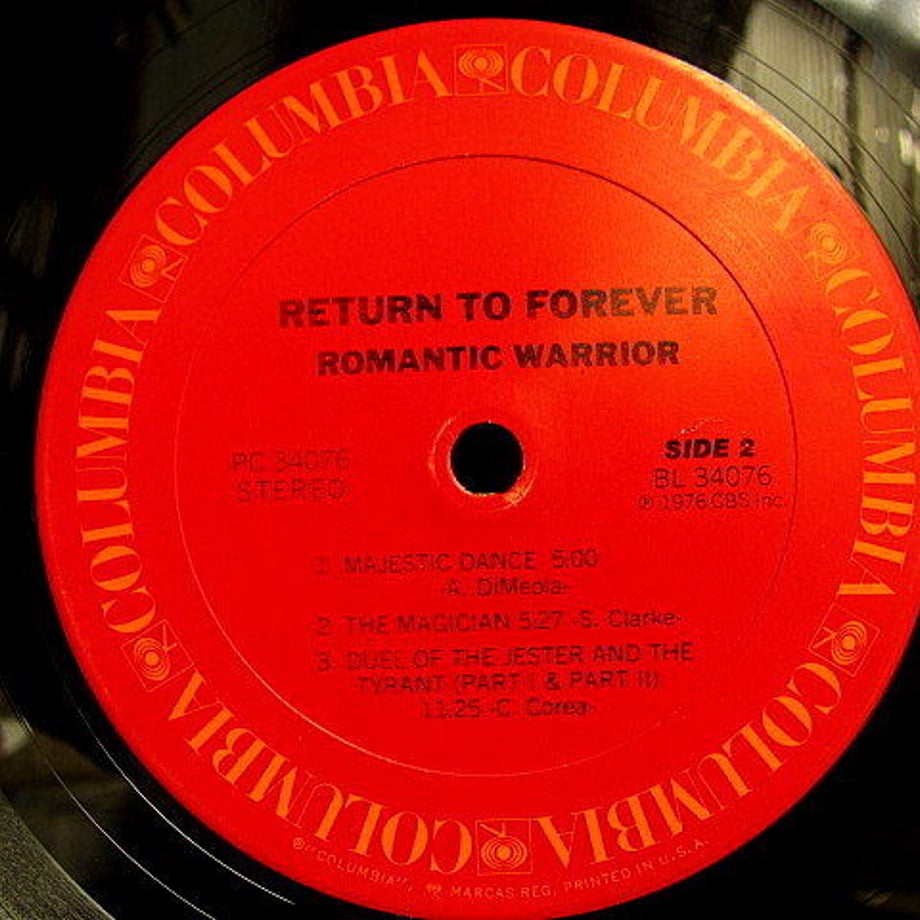 COLUMBIA COLUMBIA COLUMBIA COLUMBIA COLUMBIA COLUMBIA
RETURN TO FOREVER
ROMANTIC WARRIOR
PC 34076
STEREO
SIDE 2
BL 34076
℗ 1976 CBS Inc.
1. MAJESTIC DANCE 5:00
-A. DiMeola-
2. THE MAGICIAN 5:27 -S. Clarke-
3. DUEL OF THE JESTER AND THE
TYRANT (PART I & PART II)
11:25 -C. Corea-
®"COLUMBIA", MARCAS REG. PRINTED IN U.S.A.